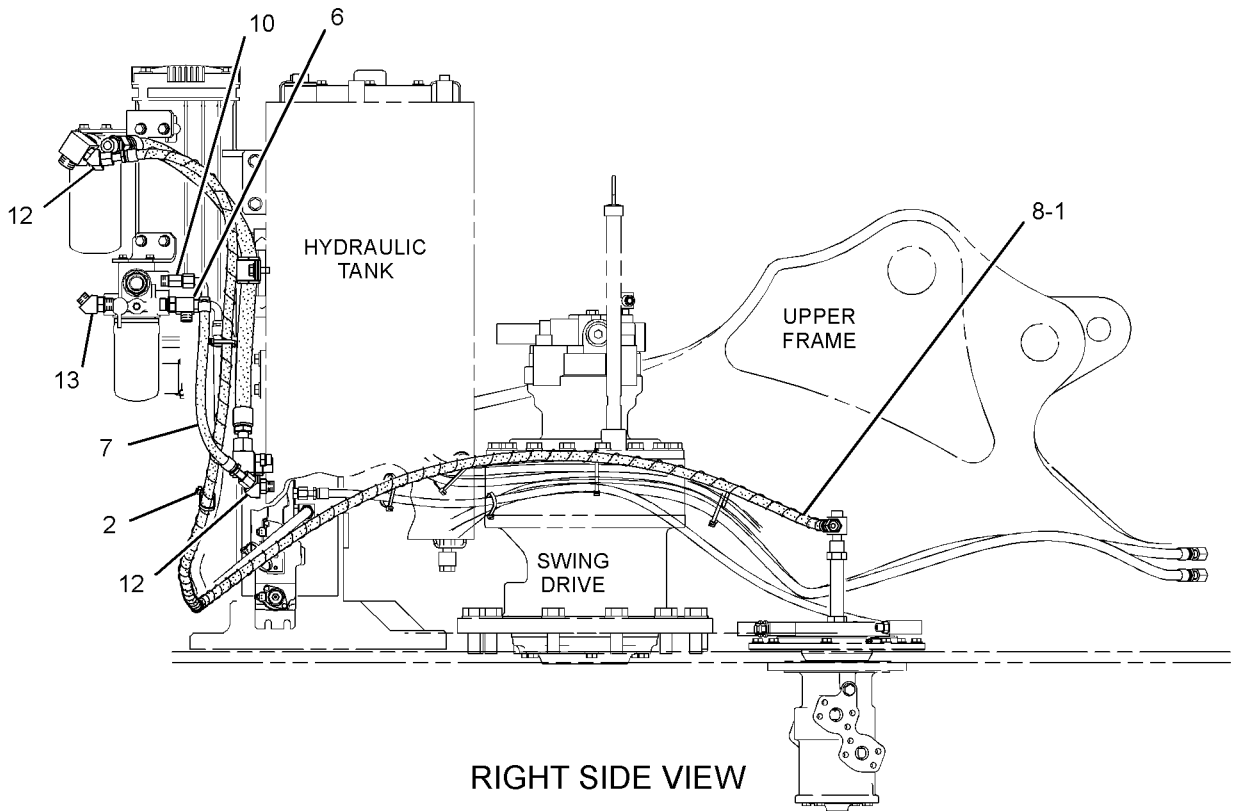 10
6
12
8-1
HYDRAULIC
TANK
UPPER
FRAME
13
7
2
12
SWING
DRIVE
RIGHT SIDE VIEW